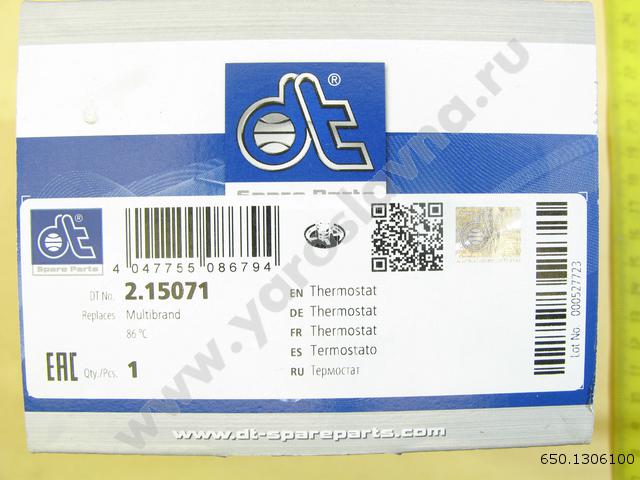 dt ®
Spare Parts
dt
Spare Parts
4 047755 086794
DT No. 2.15071
Replaces Multibrand
86 ºC
EAC Qty./Pcs. 1
EN Thermostat
DE Thermostat
FR Thermostat
ES Termostato
RU Термостат
Lot No. 000527723
www.dt-spareparts.com
www.yaroslavna.ru
650.1306100